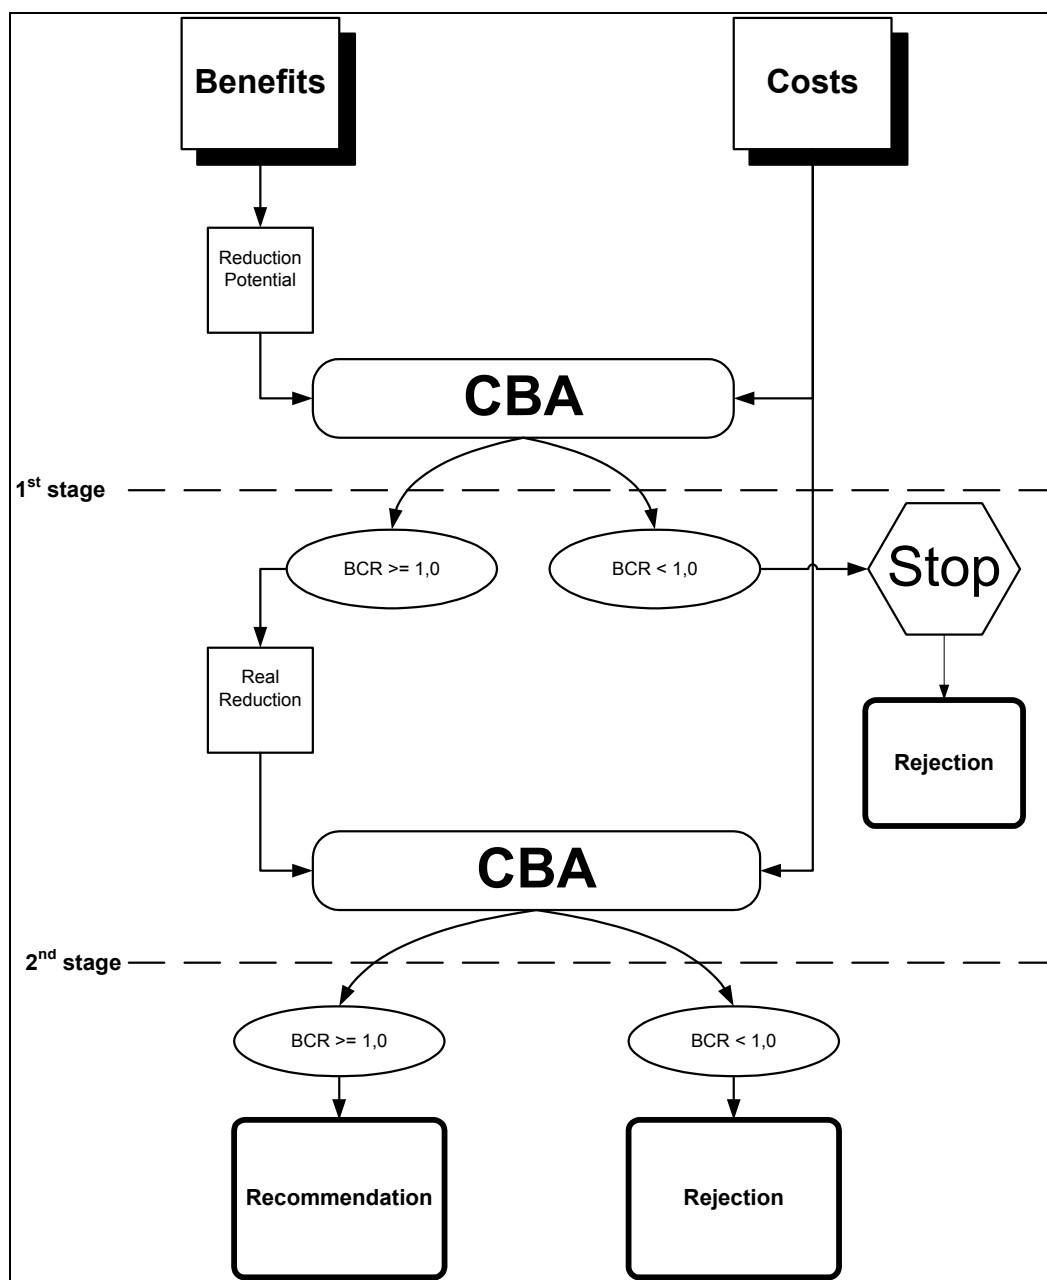 Benefits
Costs
Reduction
Potential
CBA
1st stage
BCR >= 1,0
BCR < 1,0
Stop
Real
Reduction
Rejection
CBA
2nd stage
BCR >= 1,0
BCR < 1,0
Recommendation
Rejection